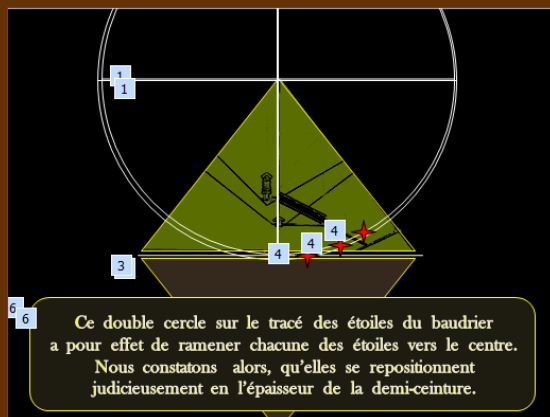 1
1
4
4
4
3
6
6
Ce double cercle sur le tracé des étoiles du baudrier
a pour effet de ramener chacune des étoiles vers le centre.
Nous constatons alors, qu'elles se repositionnent
judicieusement en l'épaisseur de la demi-ceinture.